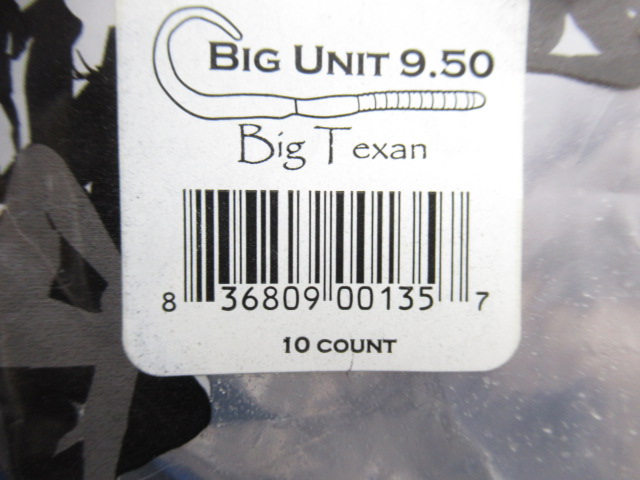 BIG UNIT 9.50
Big Texan
8 36809 00135 7
10 COUNT